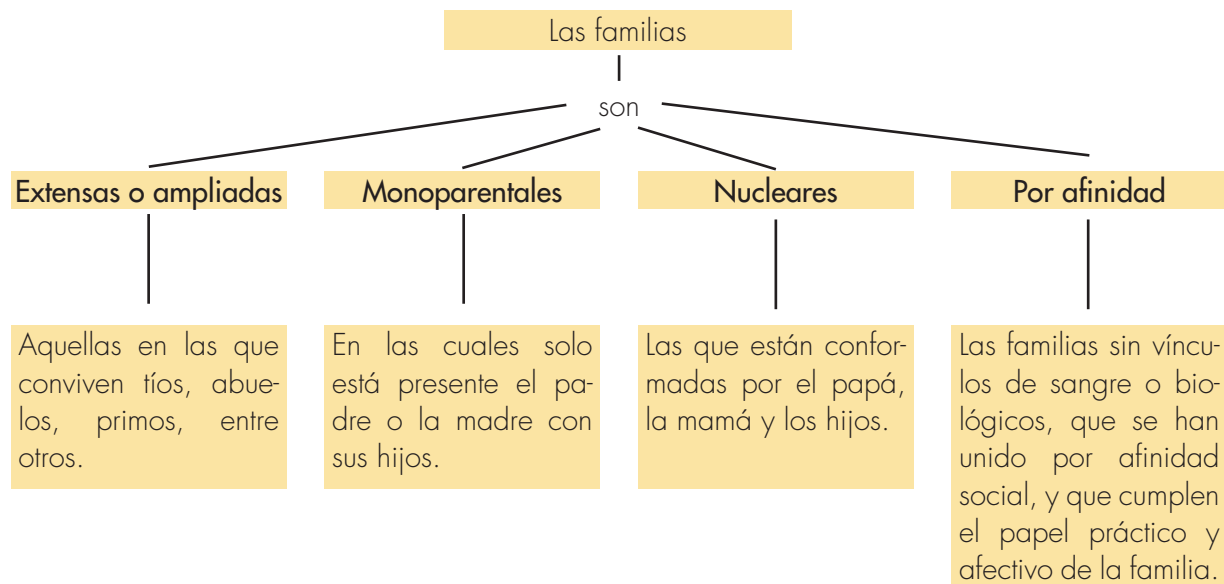 Las familias
son
Extensas o ampliadas
Monoparentales
Nucleares
Por afinidad
Aquellas en las que
conviven tíos, abue-
los, primos, entre
otros.
En las cuales solo
está presente el pa-
dre o la madre con
sus hijos.
Las que están confor-
madas por el papá,
la mamá y los hijos.
Las familias sin víncu-
los de sangre o bio-
lógicos, que se han
unido por afinidad
social, y que cumplen
el papel práctico y
afectivo de la familia.